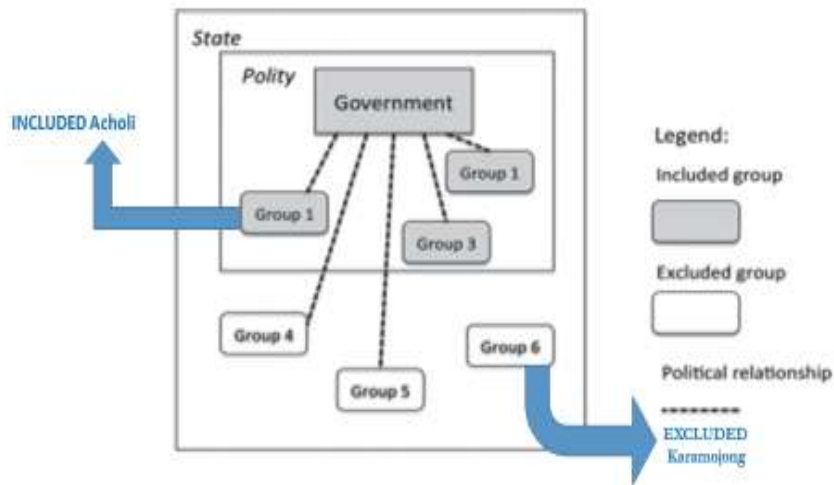 State
Polity
Government
INCLUDED Acholi
Group 1
Group 1
Group 3
Group 4
Group 5
Group 6
Legend:
Included group
Excluded group
Political relationship
EXCLUDED
Karamojong